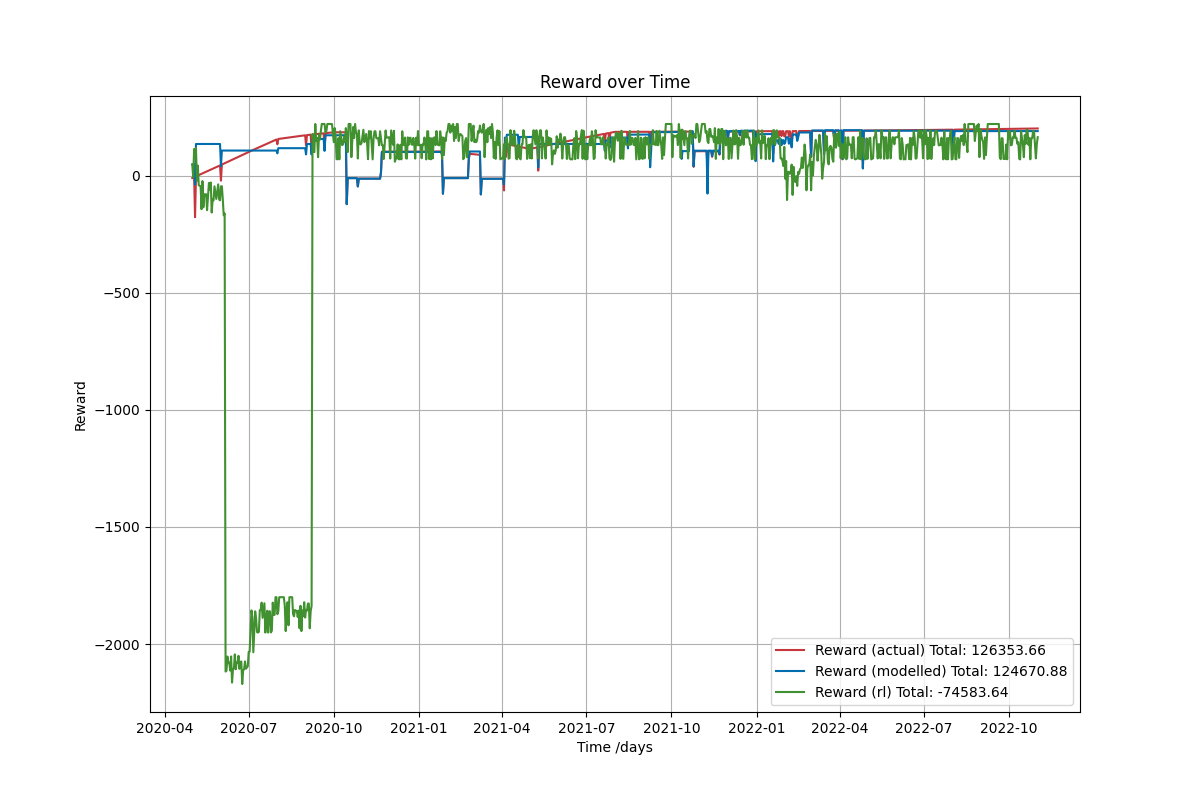 Reward over Time
Reward
0
−500
−1000
−1500
−2000
2020-04 2020-07 2020-10 2021-01 2021-04 2021-07 2021-10 2022-01 2022-04 2022-07 2022-10
Time /days
Reward (actual) Total: 126353.66
Reward (modelled) Total: 124670.88
Reward (rl) Total: -74583.64